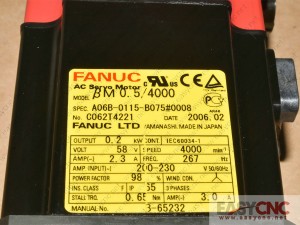 FANUC
AC Servo Motor
MODEL βM 0.5/4000
SPEC. A06B-0115-B075#0008
No. C062T4221 DATE 2006.02
FANUC LTD YAMANASHI, MADE IN JAPAN
OUTPUT 0.2 kW CONT. IEC60034-1
VOLT 58 V SPEED 4000 min-1
AMP(~) 2.3 A FREQ. 267 Hz
AMP (INPUT)(~) 200-230 V 50/60Hz
POWER FACTOR 98 % WIND.CONN. Y
INS.CLASS F IP 65 3 PHASES
STALL TRQ. 0.65 Nm AMP(~) 3.0 A
MANUAL No. B-65232
EASYCNC